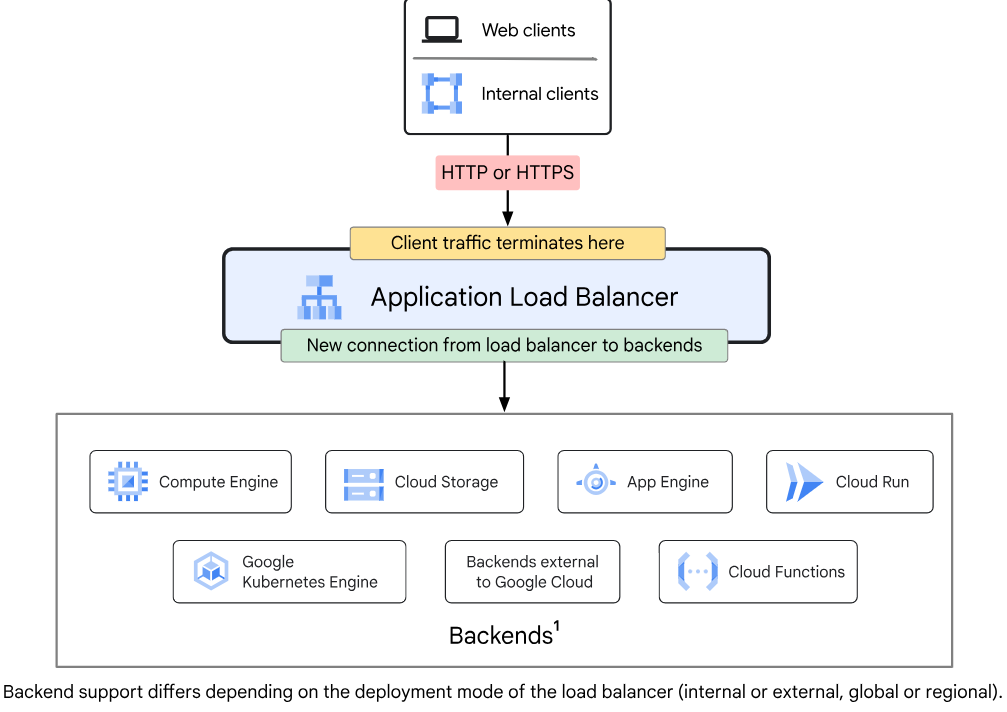 Web clients
Internal clients
HTTP or HTTPS
Client traffic terminates here
Application Load Balancer
New connection from load balancer to backends
Compute Engine
Cloud Storage
App Engine
Cloud Run
Google
Kubernetes Engine
Backends external
to Google Cloud
Cloud Functions
Backends¹
Backend support differs depending on the deployment mode of the load balancer (internal or external, global or regional).